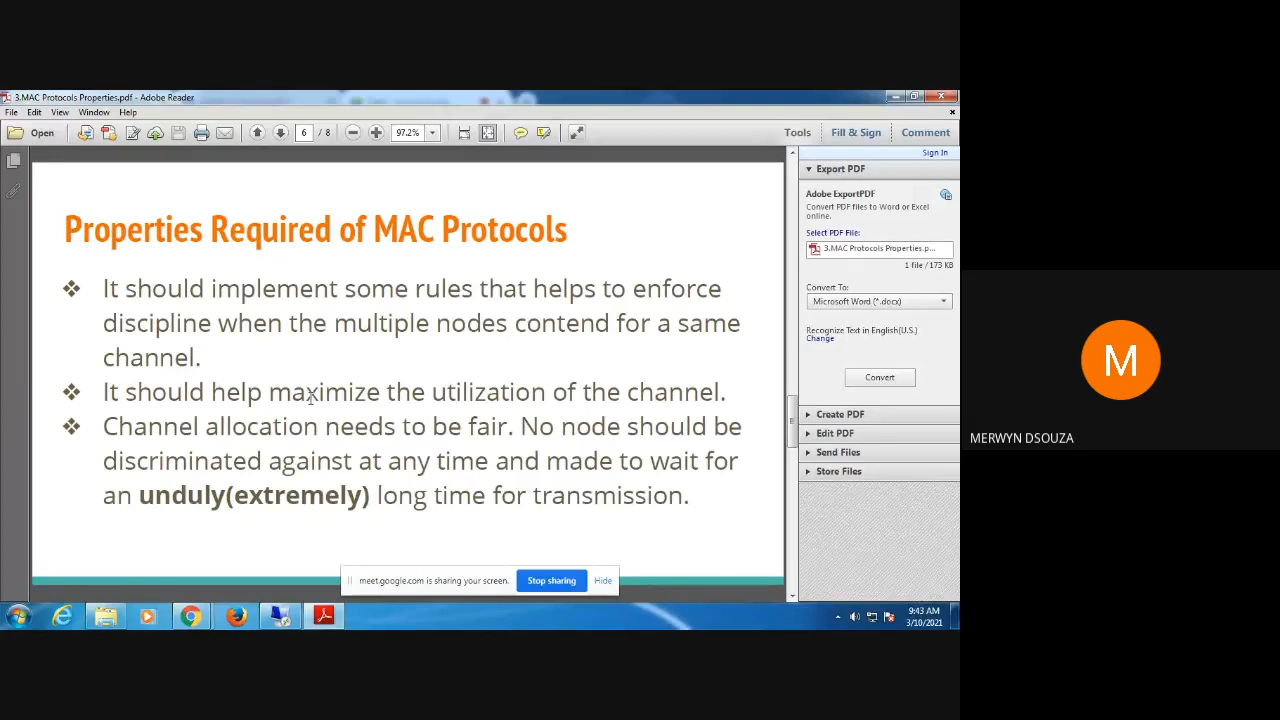 3.MAC Protocols Properties.pdf - Adobe Reader
File Edit View Window Help
Open 6 / 8 97.2% Tools Fill & Sign Comment
Sign In
Export PDF
Adobe ExportPDF
Convert PDF files to Word or Excel
online.
Select PDF File:
3.MAC Protocols Properties.p...
1 file / 173 KB
Convert To:
Microsoft Word (*.docx)
Recognize Text in English(U.S.)
Change
Convert
Create PDF
Edit PDF
Send Files
Store Files
Properties Required of MAC Protocols
❖ It should implement some rules that helps to enforce
discipline when the multiple nodes contend for a same
channel.
❖ It should help maximize the utilization of the channel.
❖ Channel allocation needs to be fair. No node should be
discriminated against at any time and made to wait for
an unduly(extremely) long time for transmission.
meet.google.com is sharing your screen. Stop sharing Hide
9:43 AM
3/10/2021
M
MERWYN DSOUZA